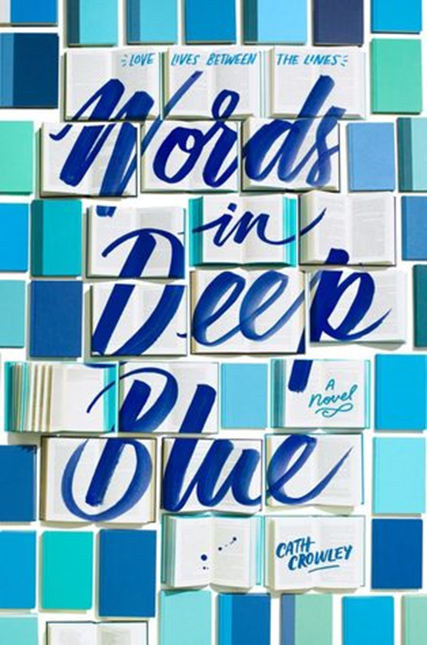 LOVE LIVES BETWEEN THE LINES
Words
in
Deep
Blue
A
novel
CATH
CROWLEY